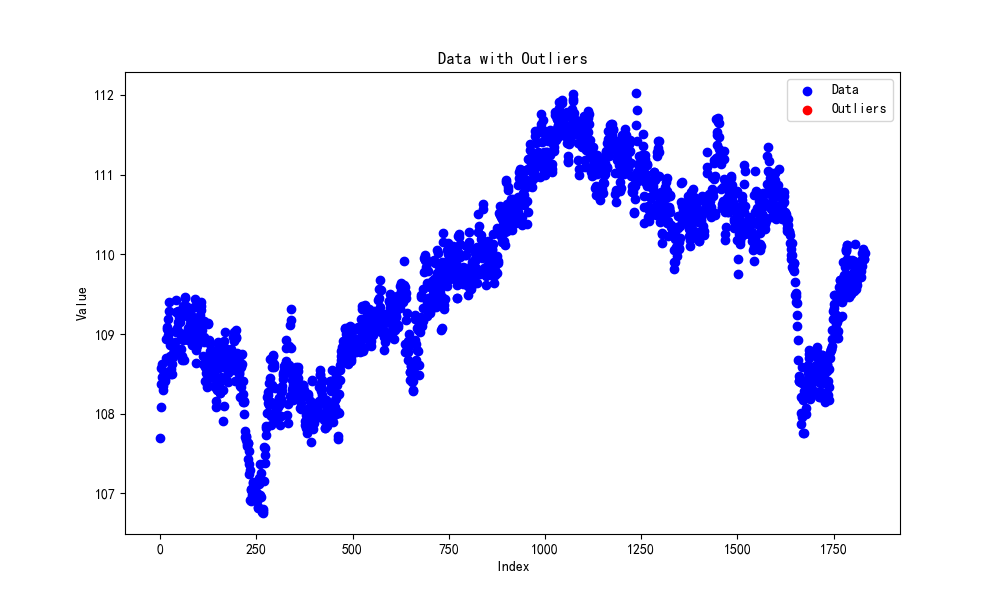 Data with Outliers
Data
Outliers
Value
112
111
110
109
108
107
0 250 500 750 1000 1250 1500 1750
Index